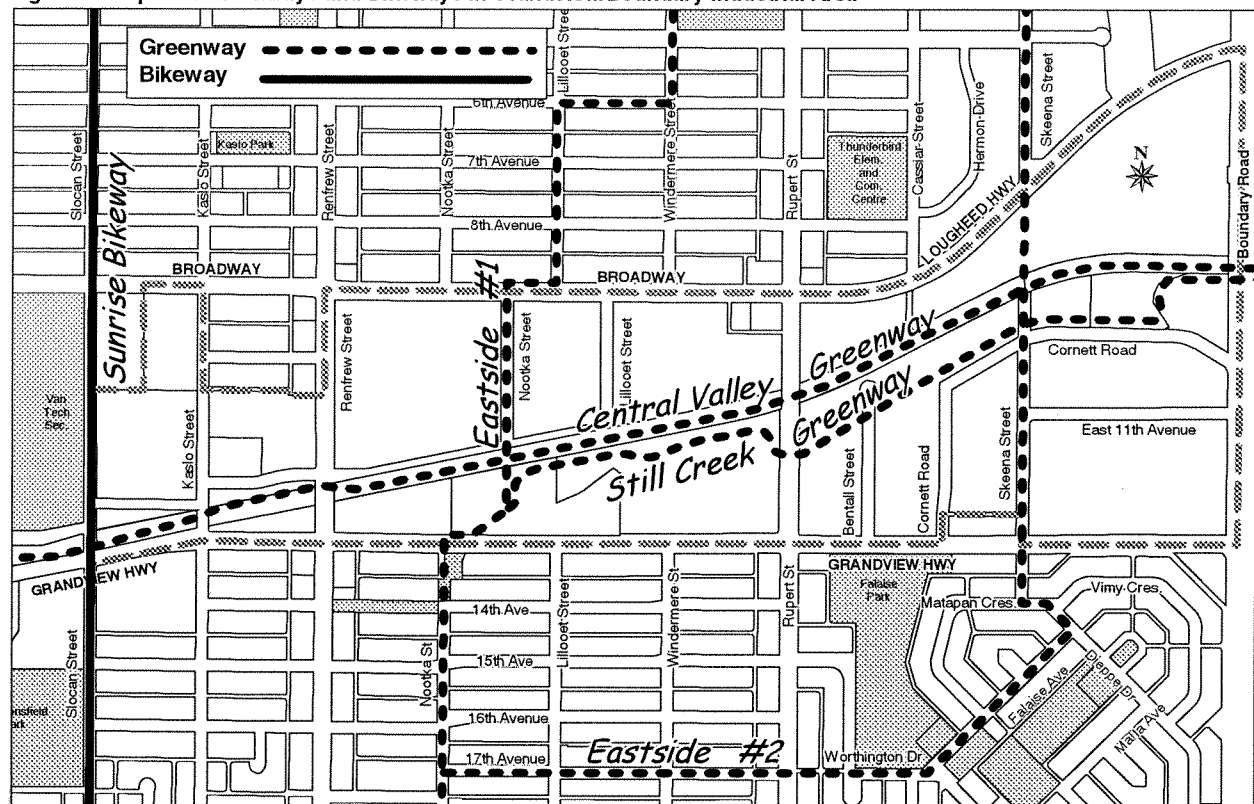 Greenway
Bikeway
Lillooet Street
Skeena Street
6th Avenue
Slocan Street
Sunrise Bikeway
Kaslo Street
Kaslo Park
Renfrew Street
Nootka Street
7th Avenue
8th Avenue
Windermere Street
Rupert St
Thunderbird
Elem.
and
Com.
Centre
Cassiar Street
Hermon Drive
LOUGHEED HWY
N
Boundary Road
BROADWAY
BROADWAY
Eastside #1
Van
Tech
Sec.
Renfrew Street
Nootka Street
Lillooet Street
Kaslo Street
Central Valley Greenway
Still Creek Greenway
Cornett Road
East 11th Avenue
Bentall Street
Cornett Road
Skeena Street
GRANDVIEW HWY
GRANDVIEW HWY
Falaise
Park
Matapan Cres.
Vimy Cres.
Slocan Street
Nootka St
14th Ave
15th Ave
16th Avenue
17th Avenue
Lillooet Street
Windermere St
Rupert St
Dieppe Dr
Falaise Ave
Malta Ave
Eastside #2
Worthington Dr